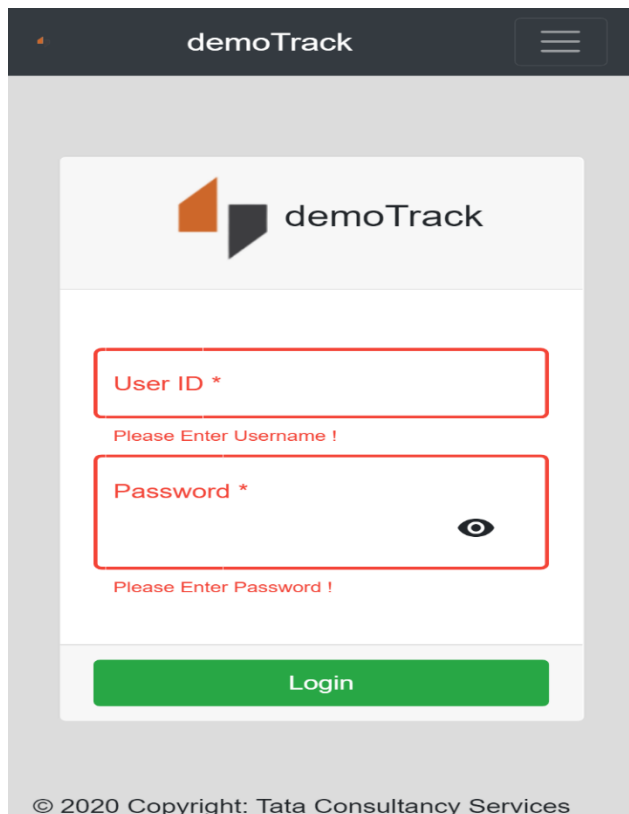 demoTrack
demoTrack
User ID *
Please Enter Username !
Password *
Please Enter Password !
Login
© 2020 Copyright: Tata Consultancy Services